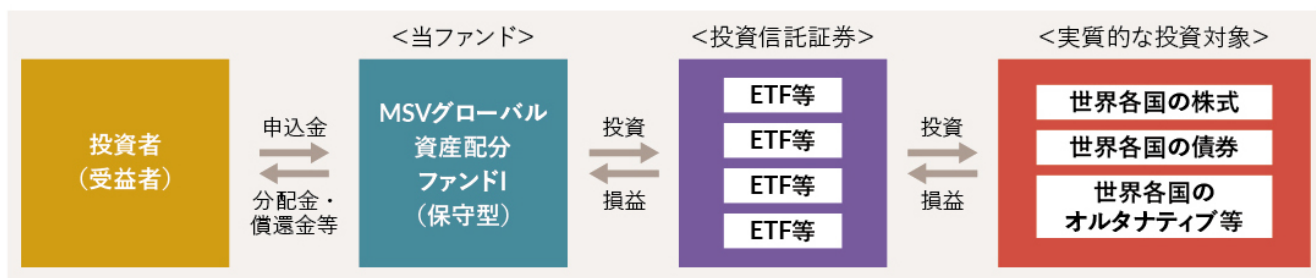 <当ファンド>
<投資信託証券>
<実質的な投資対象>
投資者
(受益者)
申込金
分配金・
償還金等
MSVグローバル
資産配分
ファンドI
(保守型)
投資
損益
ETF等
ETF等
ETF等
ETF等
投資
損益
世界各国の株式
世界各国の債券
世界各国の
オルタナティブ等